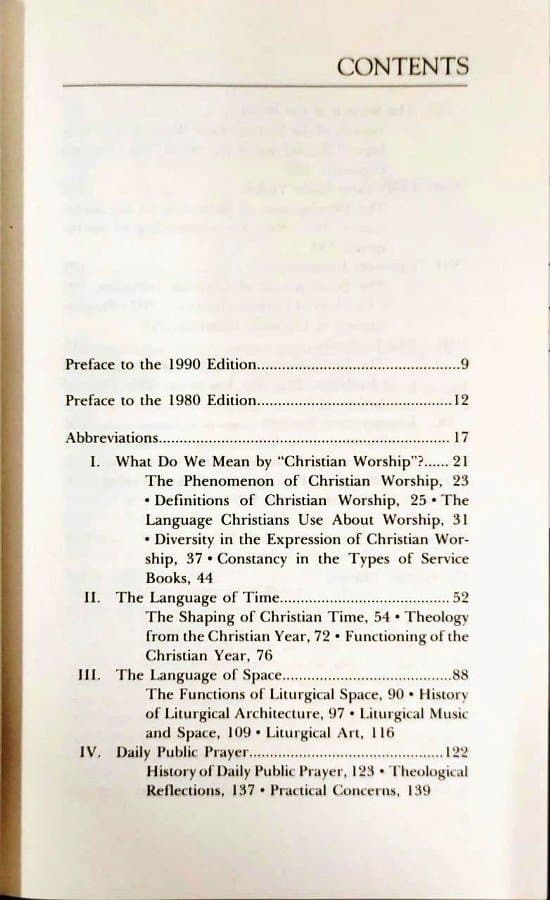 CONTENTS
Preface to the 1990 Edition.................................................9
Preface to the 1980 Edition...............................................12
Abbreviations...................................................................... 17
I. What Do We Mean by “Christian Worship”?...... 21
The Phenomenon of Christian Worship, 23
• Definitions of Christian Worship, 25 • The
Language Christians Use About Worship, 31
• Diversity in the Expression of Christian Wor-
ship, 37 • Constancy in the Types of Service
Books, 44
II. The Language of Time.........................................52
The Shaping of Christian Time, 54 • Theology
from the Christian Year, 72 • Functioning of the
Christian Year, 76
III. The Language of Space.........................................88
The Functions of Liturgical Space, 90 • History
of Liturgical Architecture, 97 • Liturgical Music
and Space, 109 • Liturgical Art, 116
IV. Daily Public Prayer...............................................122
History of Daily Public Prayer, 123 • Theological
Reflections, 137 • Practical Concerns, 139